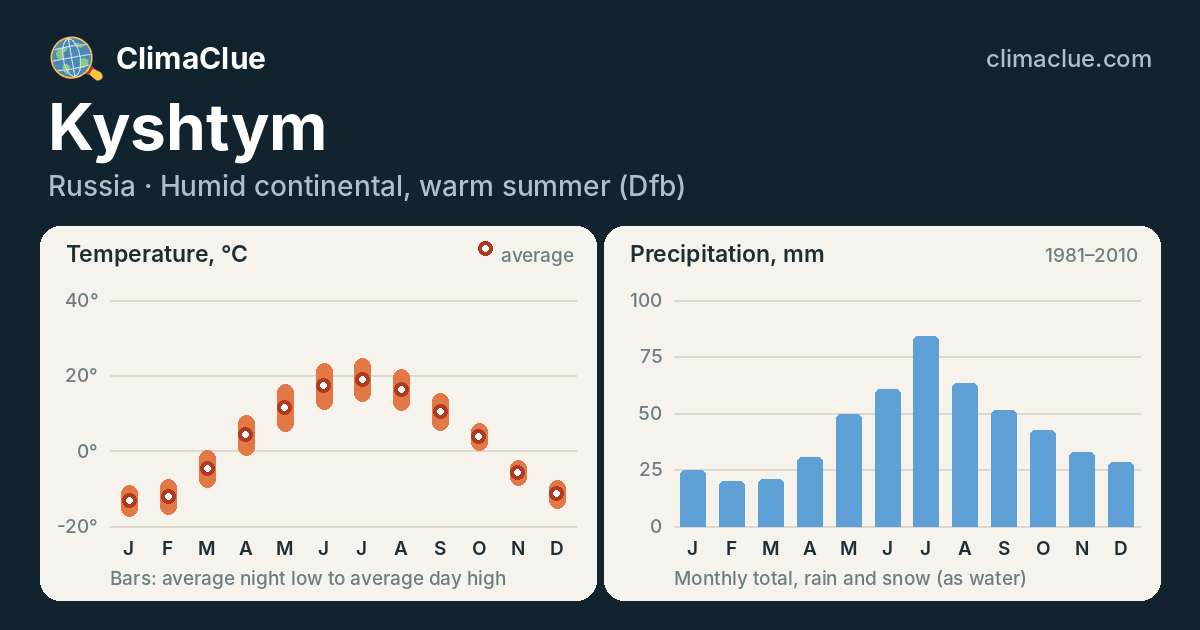 ClimaClue
climaclue.com
Kyshtym
Russia · Humid continental, warm summer (Dfb)
Temperature, °C
average
40°
20°
0°
-20°
J F M A M J J A S O N D
Bars: average night low to average day high
Precipitation, mm
1981–2010
100
75
50
25
0
J F M A M J J A S O N D
Monthly total, rain and snow (as water)